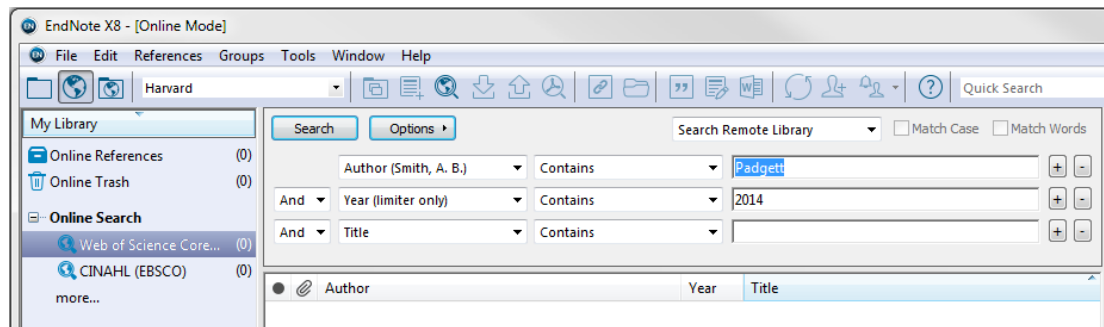 EndNote X8 - [Online Mode]
File Edit References Groups Tools Window Help
Harvard
Quick Search
My Library
Search Options Search Remote Library Match Case Match Words
Online References (0)
Author (Smith, A. B.) Contains Padgett + -
Online Trash (0)
And Year (limiter only) Contains 2014 + -
Online Search
And Title Contains + -
Web of Science Core... (0)
CINAHL (EBSCO) (0)
Author Year Title
more...